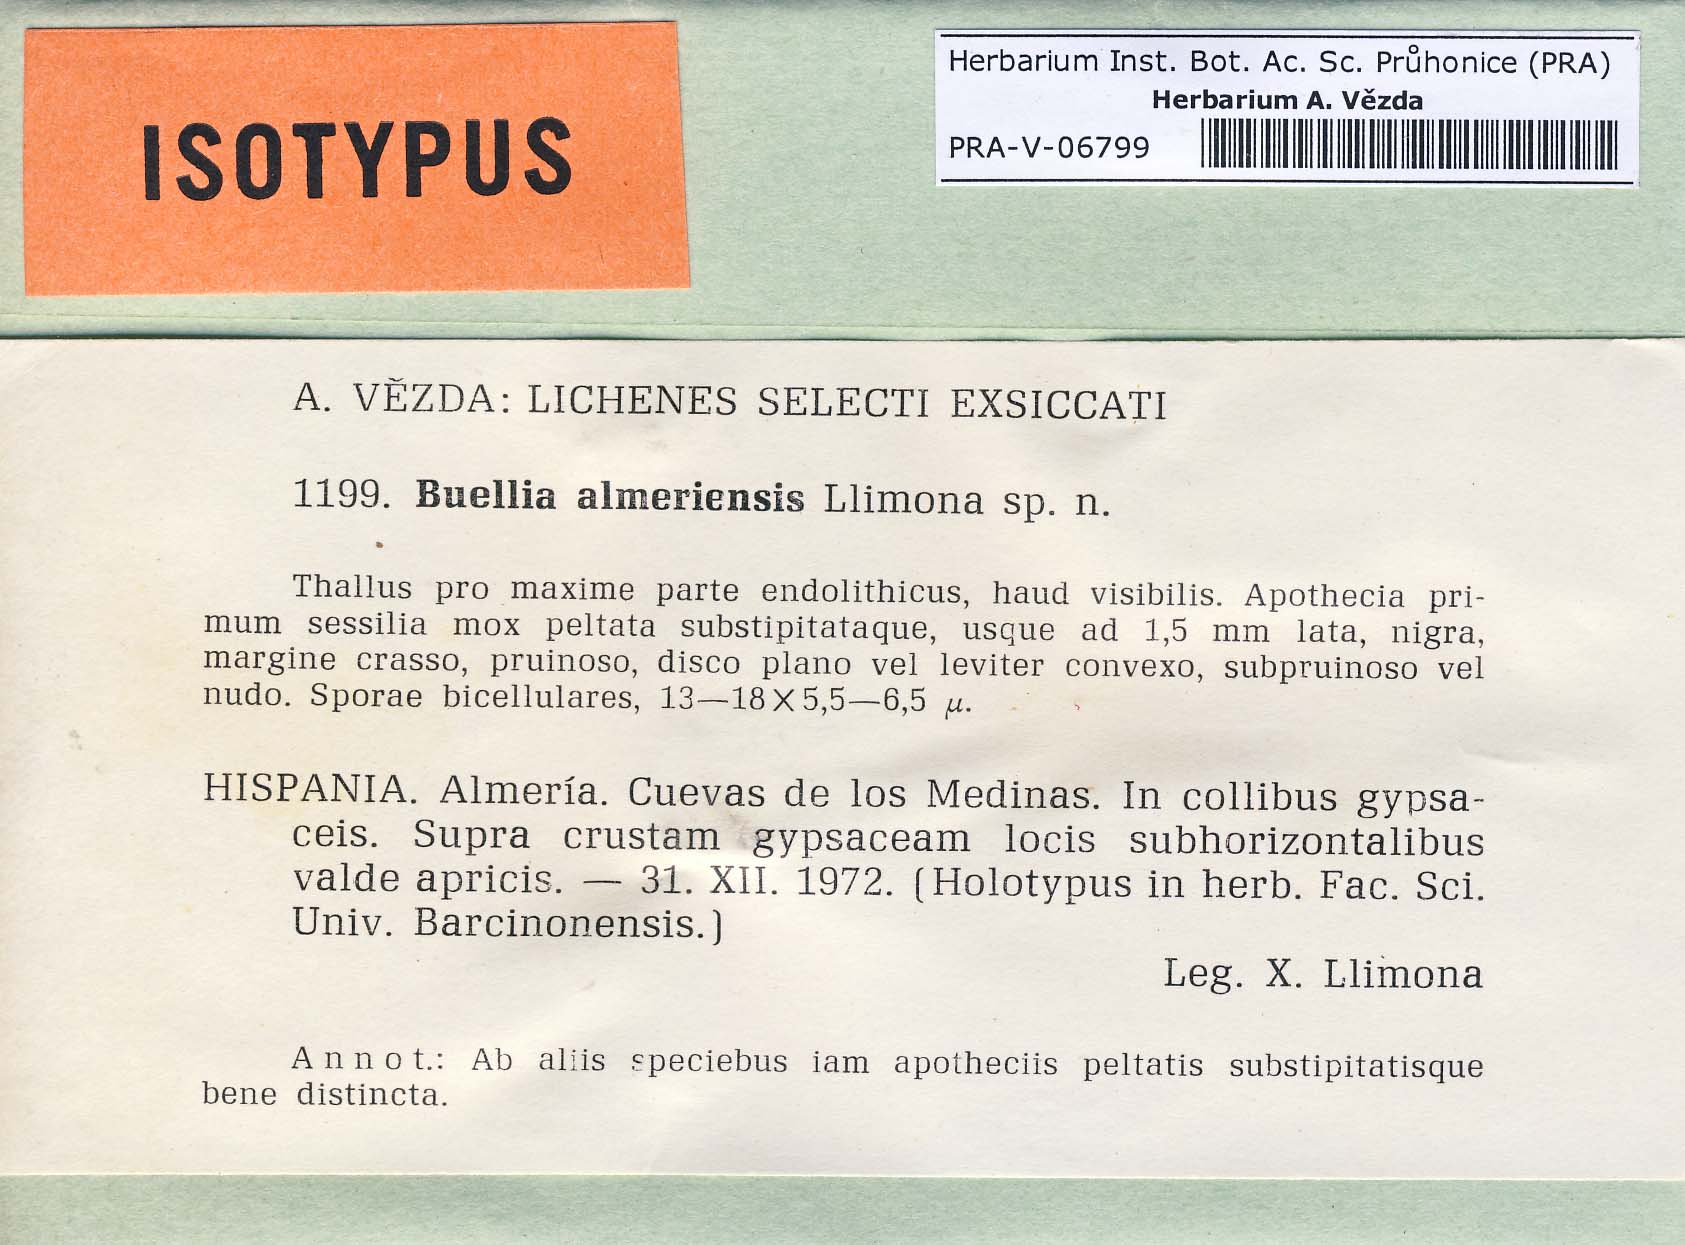 ISOTYPUS
Herbarium Inst. Bot. Ac. Sc. Průhonice (PRA)
Herbarium A. Vězda
PRA-V-06799
A. VĚZDA: LICHENES SELECTI EXSICCATI
1199. Buellia almeriensis Llimona sp. n.
Thallus pro maxime parte endolithicus, haud visibilis. Apothecia pri-
mum sessilia mox peltata substipitataque, usque ad 1,5 mm lata, nigra,
margine crasso, pruinoso, disco plano vel leviter convexo, subpruinoso vel
nudo. Sporae bicellulares, 13—18×5,5—6,5 μ.
HISPANIA. Almería. Cuevas de los Medinas. In collibus gypsa-
ceis. Supra crustam gypsaceam locis subhorizontalibus
valde apricis. — 31. XII. 1972. (Holotypus in herb. Fac. Sci.
Univ. Barcinonensis.)
Leg. X. Llimona
Annot.: Ab aliis speciebus iam apotheciis peltatis substipitatisque
bene distincta.